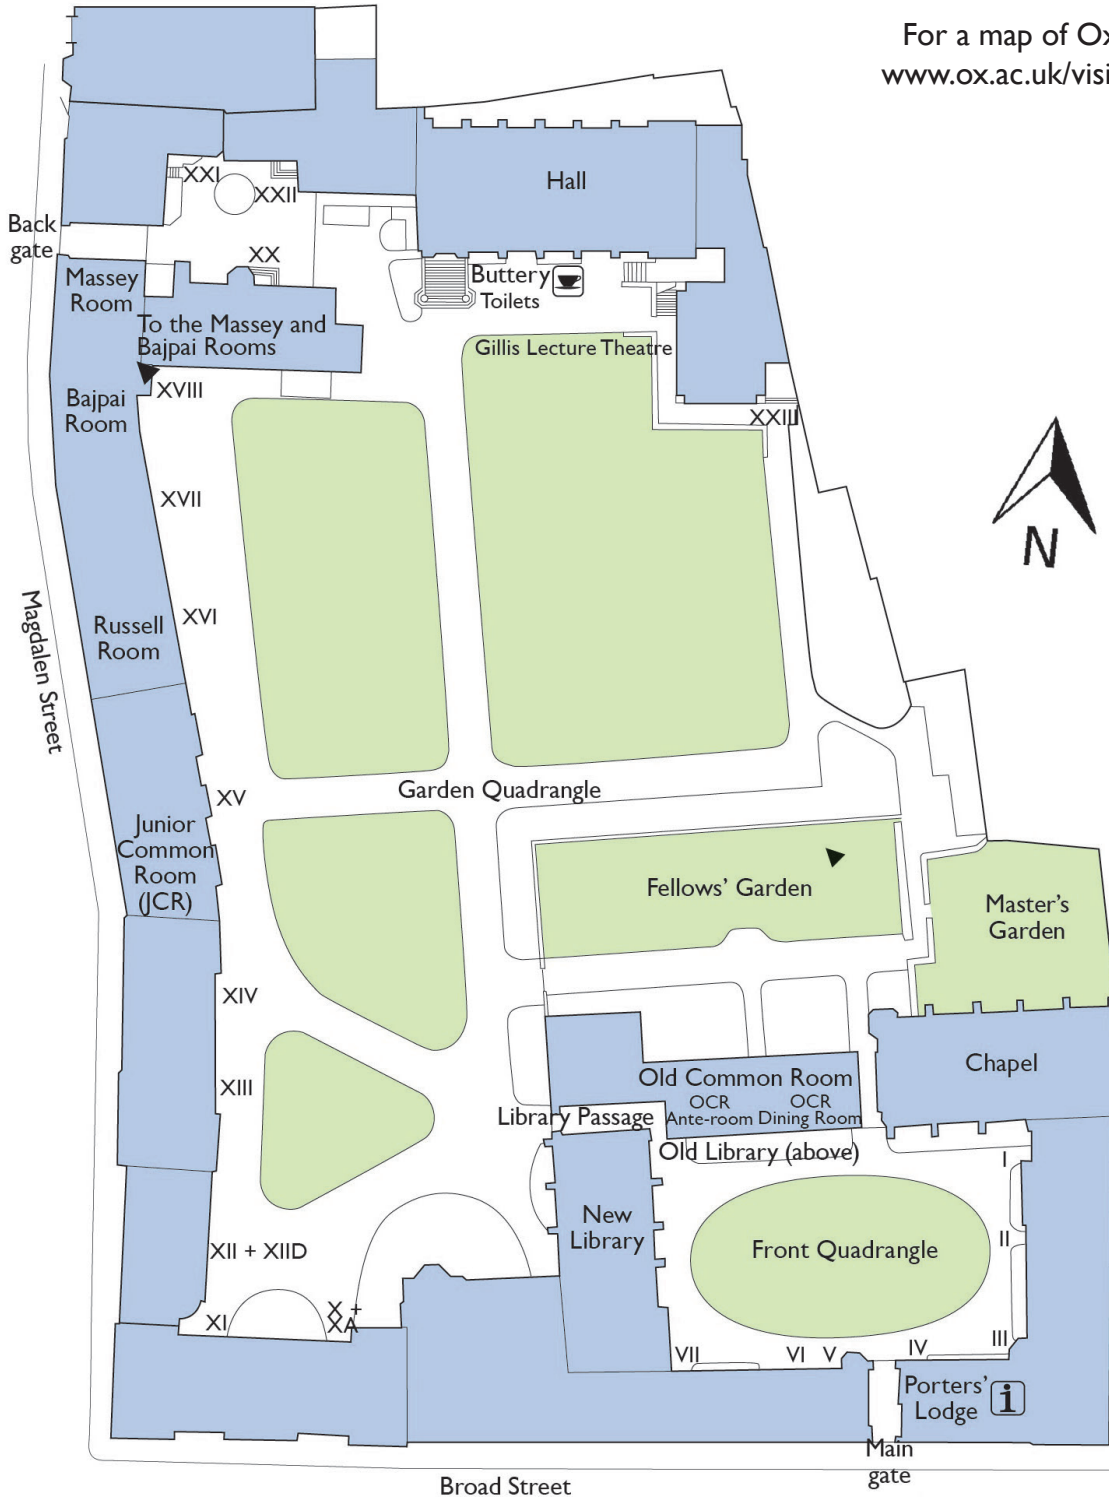 For a map of Ox
www.ox.ac.uk/visi
Hall
XXI
XXII
Back
gate
XX
Massey
Room
Buttery
Toilets
To the Massey and
Bajpai Rooms
Gillis Lecture Theatre
XVIII
Bajpai
Room
XXIII
XVII
N
XVI
Russell
Room
Magdalen Street
Garden Quadrangle
XV
Junior
Common
Room
(JCR)
Fellows’ Garden
Master’s
Garden
XIV
Chapel
XIII
Old Common Room
OCR
Ante-room
OCR
Dining Room
Library Passage
Old Library (above)
I
New
Library
II
Front Quadrangle
XII + XIID
XI
X +
XA
III
IV
V
VI
VII
Porters’
Lodge
i
Main
gate
Broad Street